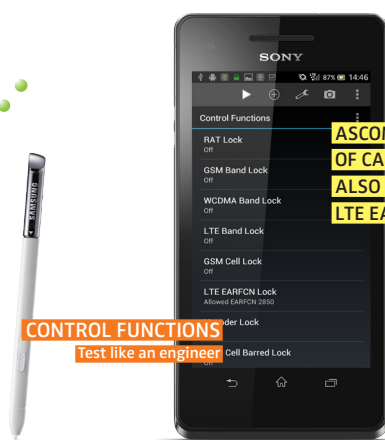 SONY
87% 14:46
Control Functions
RAT Lock
Off
GSM Band Lock
Off
WCDMA Band Lock
Off
LTE Band Lock
Off
GSM Cell Lock
Off
LTE EARFCN Lock
Allowed EARFCN 2850
Lock
Cell Barred Lock
ASCO
OF CA
ALSO
LTE EA
SAMSUNG
CONTROL FUNCTIONS
Test like an engineer